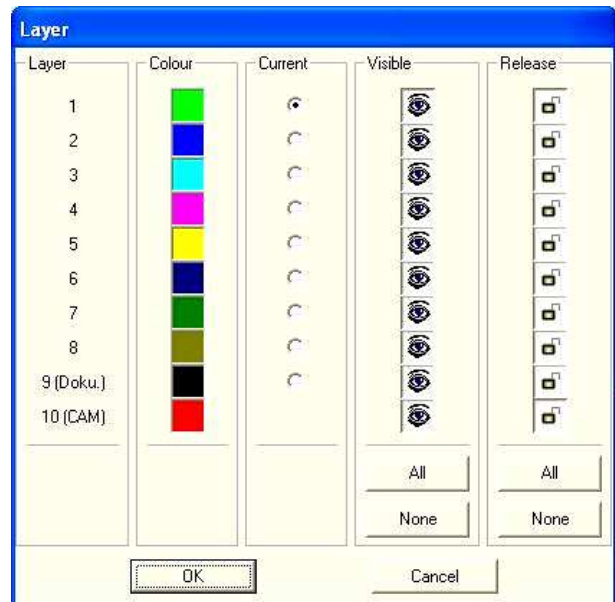 Layer
Layer Colour Current Visible Release
1
2
3
4
5
6
7
8
9 (Doku.)
10 (CAM)
All All
None None
OK Cancel